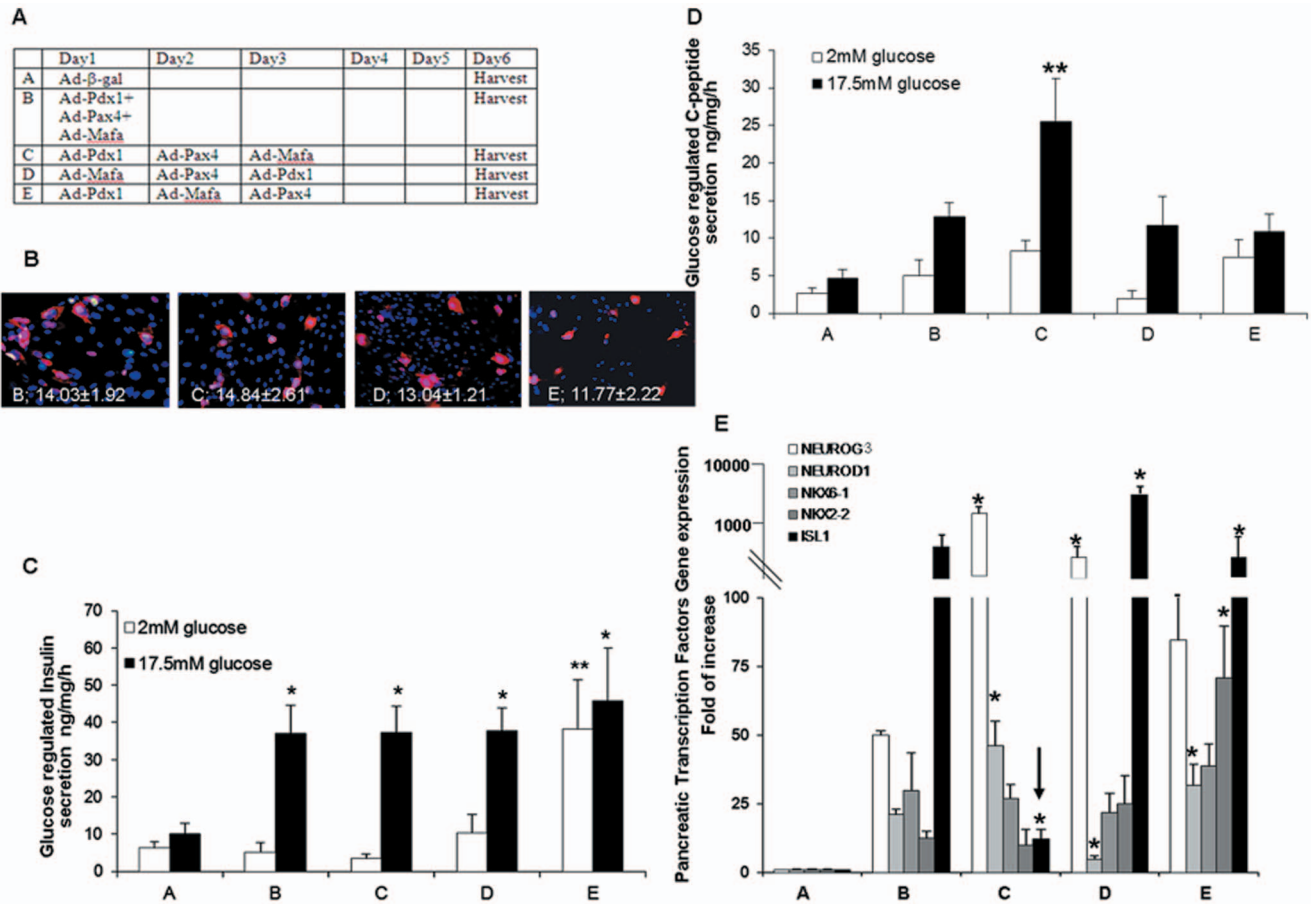 A
Day1 Day2 Day3 Day4 Day5 Day6
A Ad-β-gal Harvest
B Ad-Pdx1+ Harvest
Ad-Pax4+
Ad-Mafa
C Ad-Pdx1 Ad-Pax4 Ad-Mafa Harvest
D Ad-Mafa Ad-Pax4 Ad-Pdx1 Harvest
E Ad-Pdx1 Ad-Mafa Ad-Pax4 Harvest
B
B; 14.03±1.92
C; 14.84±2.61
D; 13.04±1.21
E; 11.77±2.22
C
Glucose regulated Insulin
secretion ng/mg/h
70
60
50
40
30
20
10
0
2mM glucose
17.5mM glucose
*
*
*
**
*
A B C D E
D
Glucose regulated C-peptide
secretion ng/mg/h
35
30
25
20
15
10
5
0
2mM glucose
17.5mM glucose
**
A B C D E
E
Pancreatic Transcription Factors Gene expression
Fold of increase
10000
1000
100
75
50
25
0
NEUROG3
NEUROD1
NKX6-1
NKX2-2
ISL1
*
*
*
*
*
*
*
*
*
A B C D E